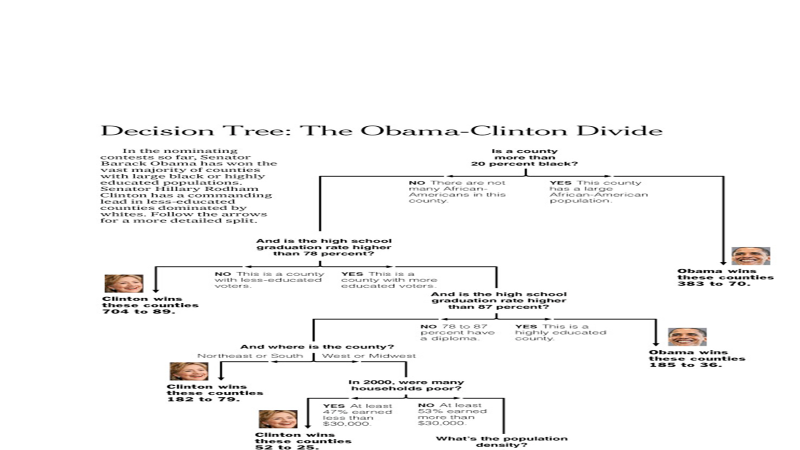 Decision Tree: The Obama-Clinton Divide
In the nominating
contests so far, Senator
Barack Obama has won the
vast majority of counties
with large black or highly
educated populations.
Senator Hillary Rodham
Clinton has a commanding
lead in less-educated
counties dominated by
whites. Follow the arrows
for a more detailed split.
Is a county
more than
20 percent black?
NO There are not
many African-
Americans in this
county.
YES This county
has a large
African-American
population.
And is the high school
graduation rate higher
than 78 percent?
Obama wins
these counties
383 to 70.
NO This is a county
with less-educated
voters.
YES This is a
county with more
educated voters.
Clinton wins
these counties
704 to 89.
And is the high school
graduation rate higher
than 87 percent?
NO 78 to 87
percent have
a diploma.
YES This is a
highly educated
county.
Obama wins
these counties
185 to 36.
And where is the county?
Northeast or South
West or Midwest
Clinton wins
these counties
182 to 79.
In 2000, were many
households poor?
YES At least
47% earned
less than
$30,000.
NO At least
53% earned
more than
$30,000.
Clinton wins
these counties
52 to 25.
What's the population
density?